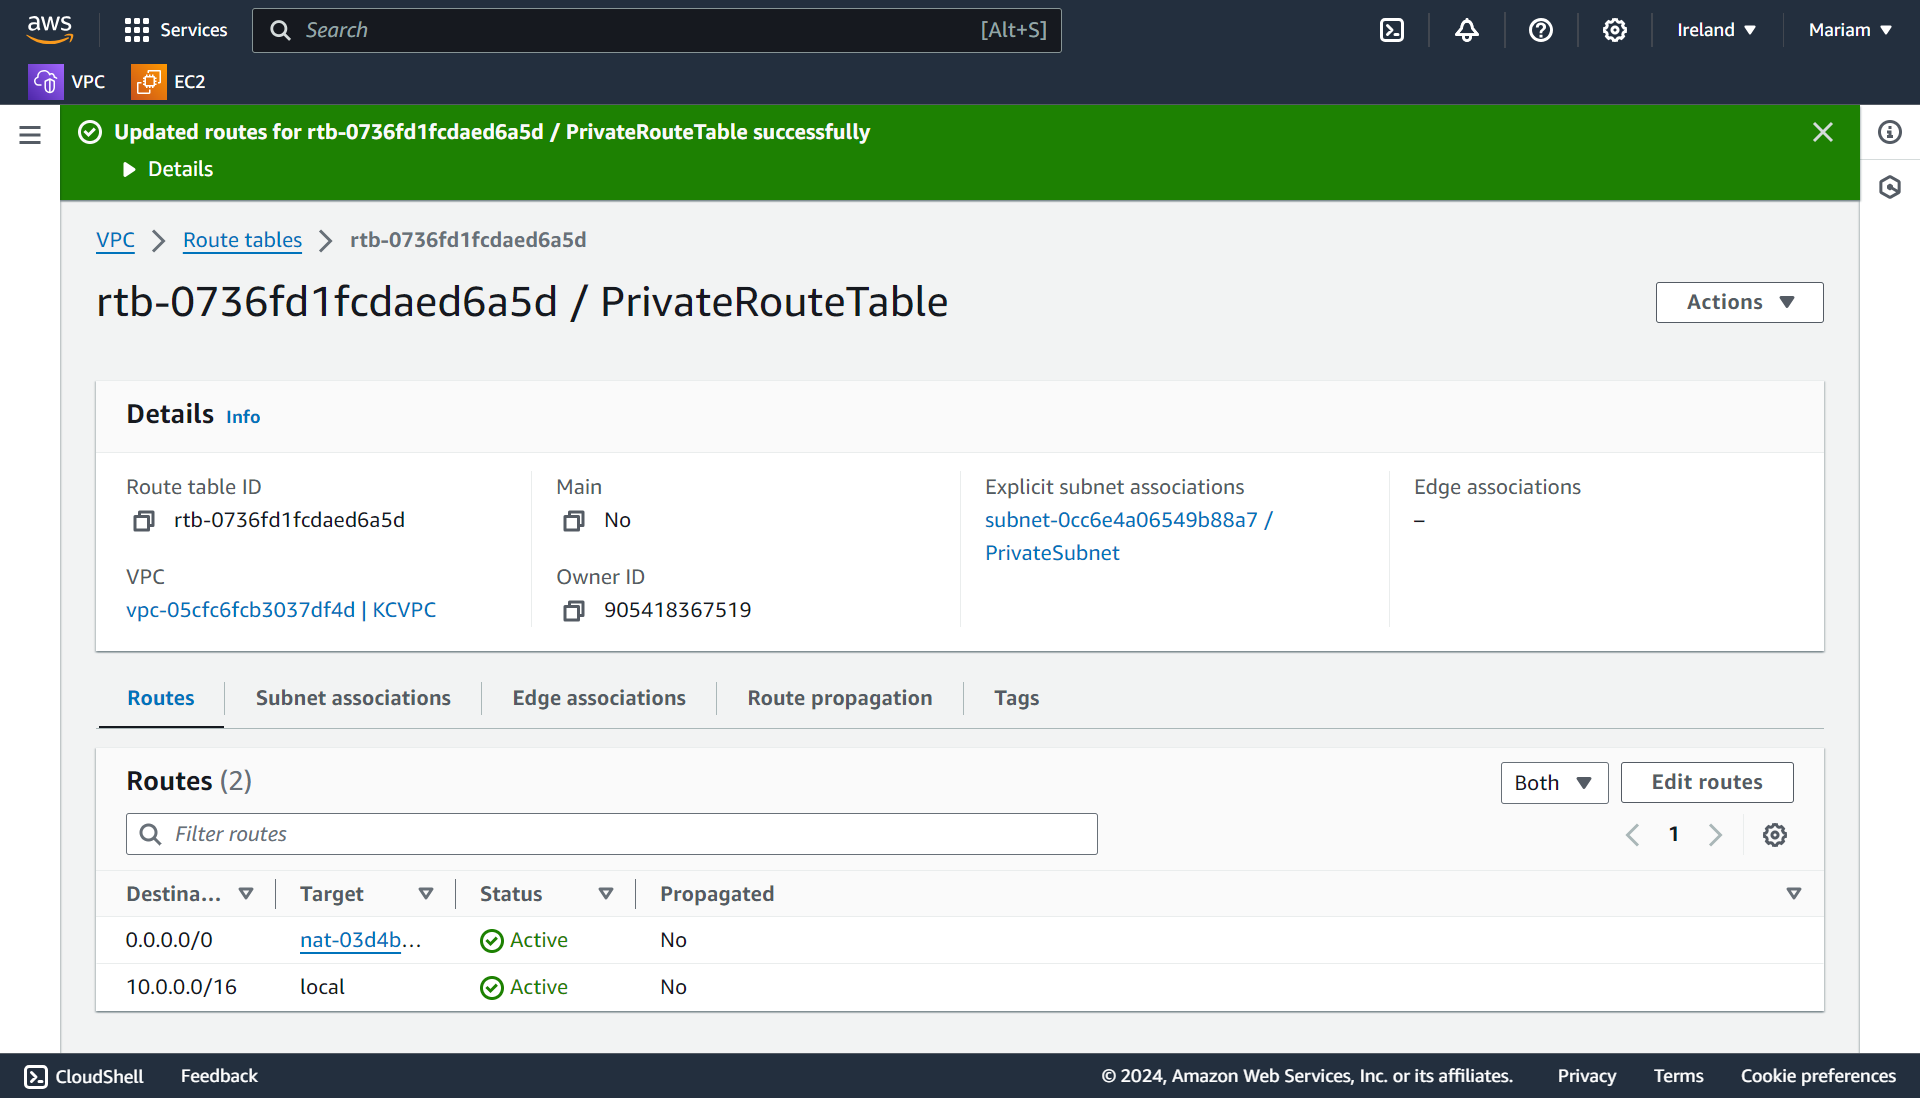 aws
Services
Search
[Alt+S]
Ireland
Mariam
VPC
EC2
Updated routes for rtb-0736fd1fcdaed6a5d / PrivateRouteTable successfully
Details
VPC
Route tables
rtb-0736fd1fcdaed6a5d
rtb-0736fd1fcdaed6a5d / PrivateRouteTable
Actions
Details Info
Route table ID
rtb-0736fd1fcdaed6a5d
Main
No
Explicit subnet associations
subnet-0cc6e4a06549b88a7 /
PrivateSubnet
Edge associations
–
VPC
vpc-05cfc6fcb3037df4d | KCVPC
Owner ID
905418367519
Routes
Subnet associations
Edge associations
Route propagation
Tags
Routes (2)
Both
Edit routes
Filter routes
1
Destina...
Target
Status
Propagated
0.0.0.0/0
nat-03d4b...
Active
No
10.0.0.0/16
local
Active
No
CloudShell
Feedback
© 2024, Amazon Web Services, Inc. or its affiliates.
Privacy
Terms
Cookie preferences